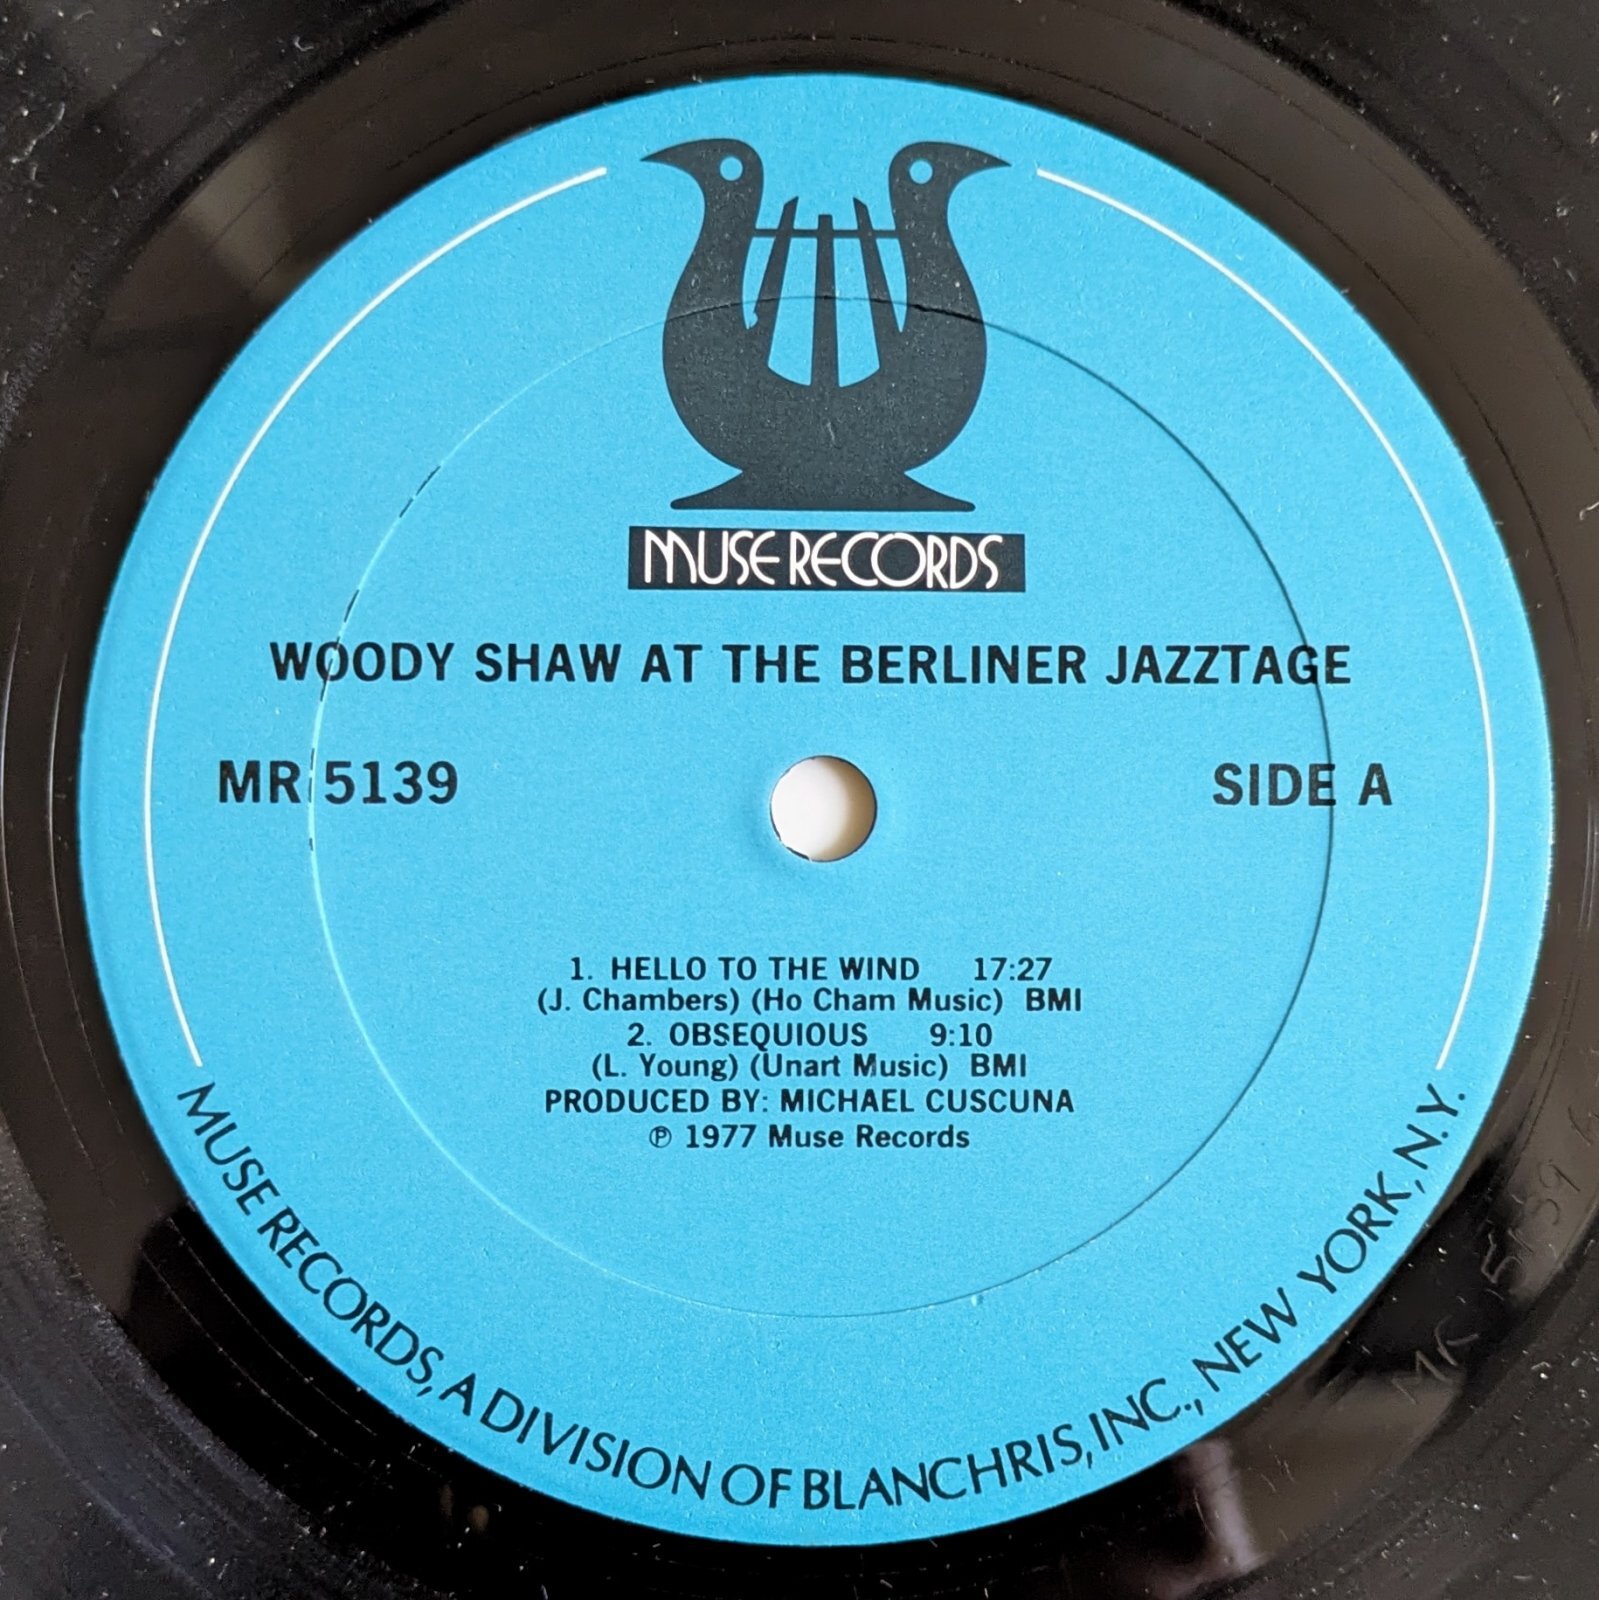 MUSE RECORDS
WOODY SHAW AT THE BERLINER JAZZTAGE
MR 5139
SIDE A
1. HELLO TO THE WIND 17:27
(J. Chambers) (Ho Cham Music) BMI
2. OBSEQUIOUS 9:10
(L. Young) (Unart Music) BMI
PRODUCED BY: MICHAEL CUSCUNA
℗ 1977 Muse Records
MUSE RECORDS, A DIVISION OF BLANCHRIS, INC., NEW YORK, N.Y.